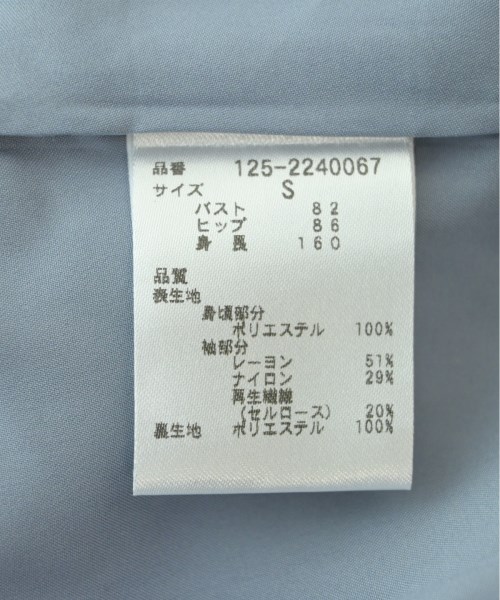 品番 125-2240067
サイズ S
バスト 82
ヒップ 86
身長 160
品質
表生地
身頃部分
ポリエステル 100%
袖部分
レーヨン 51%
ナイロン 29%
再生繊維
(セルロース) 20%
裏生地 ポリエステル 100%